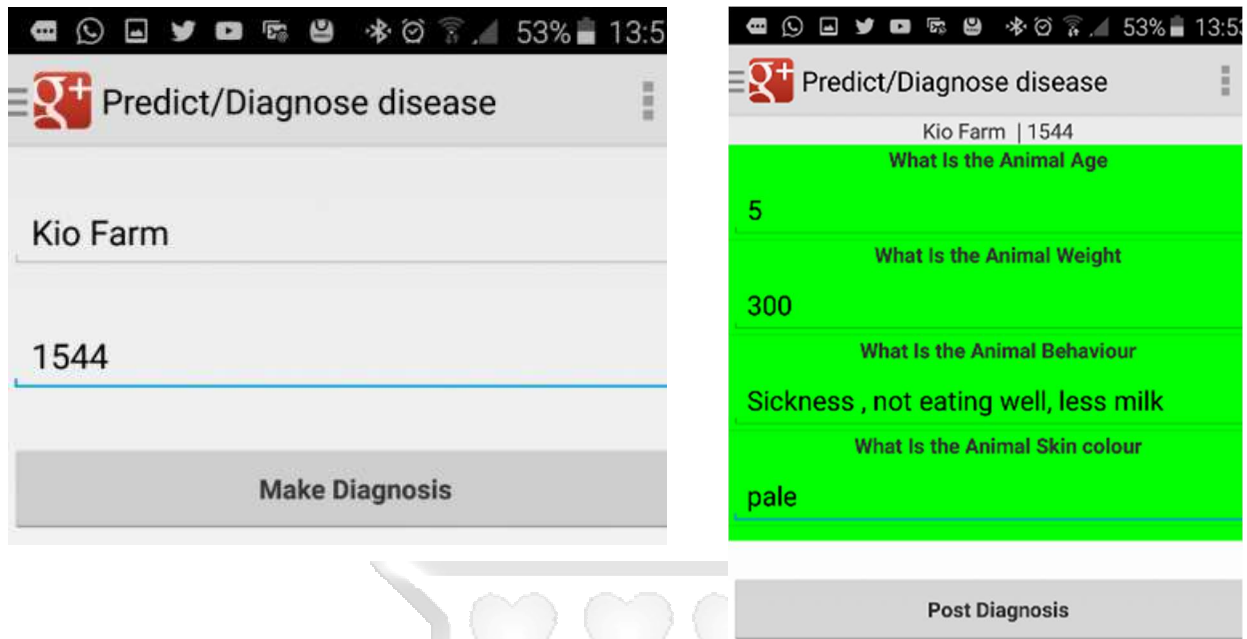 53% 13:5
g+ Predict/Diagnose disease
Kio Farm
1544
Make Diagnosis
53% 13:53
g+ Predict/Diagnose disease
Kio Farm | 1544
What Is the Animal Age
5
What Is the Animal Weight
300
What Is the Animal Behaviour
Sickness , not eating well, less milk
What Is the Animal Skin colour
pale
Post Diagnosis